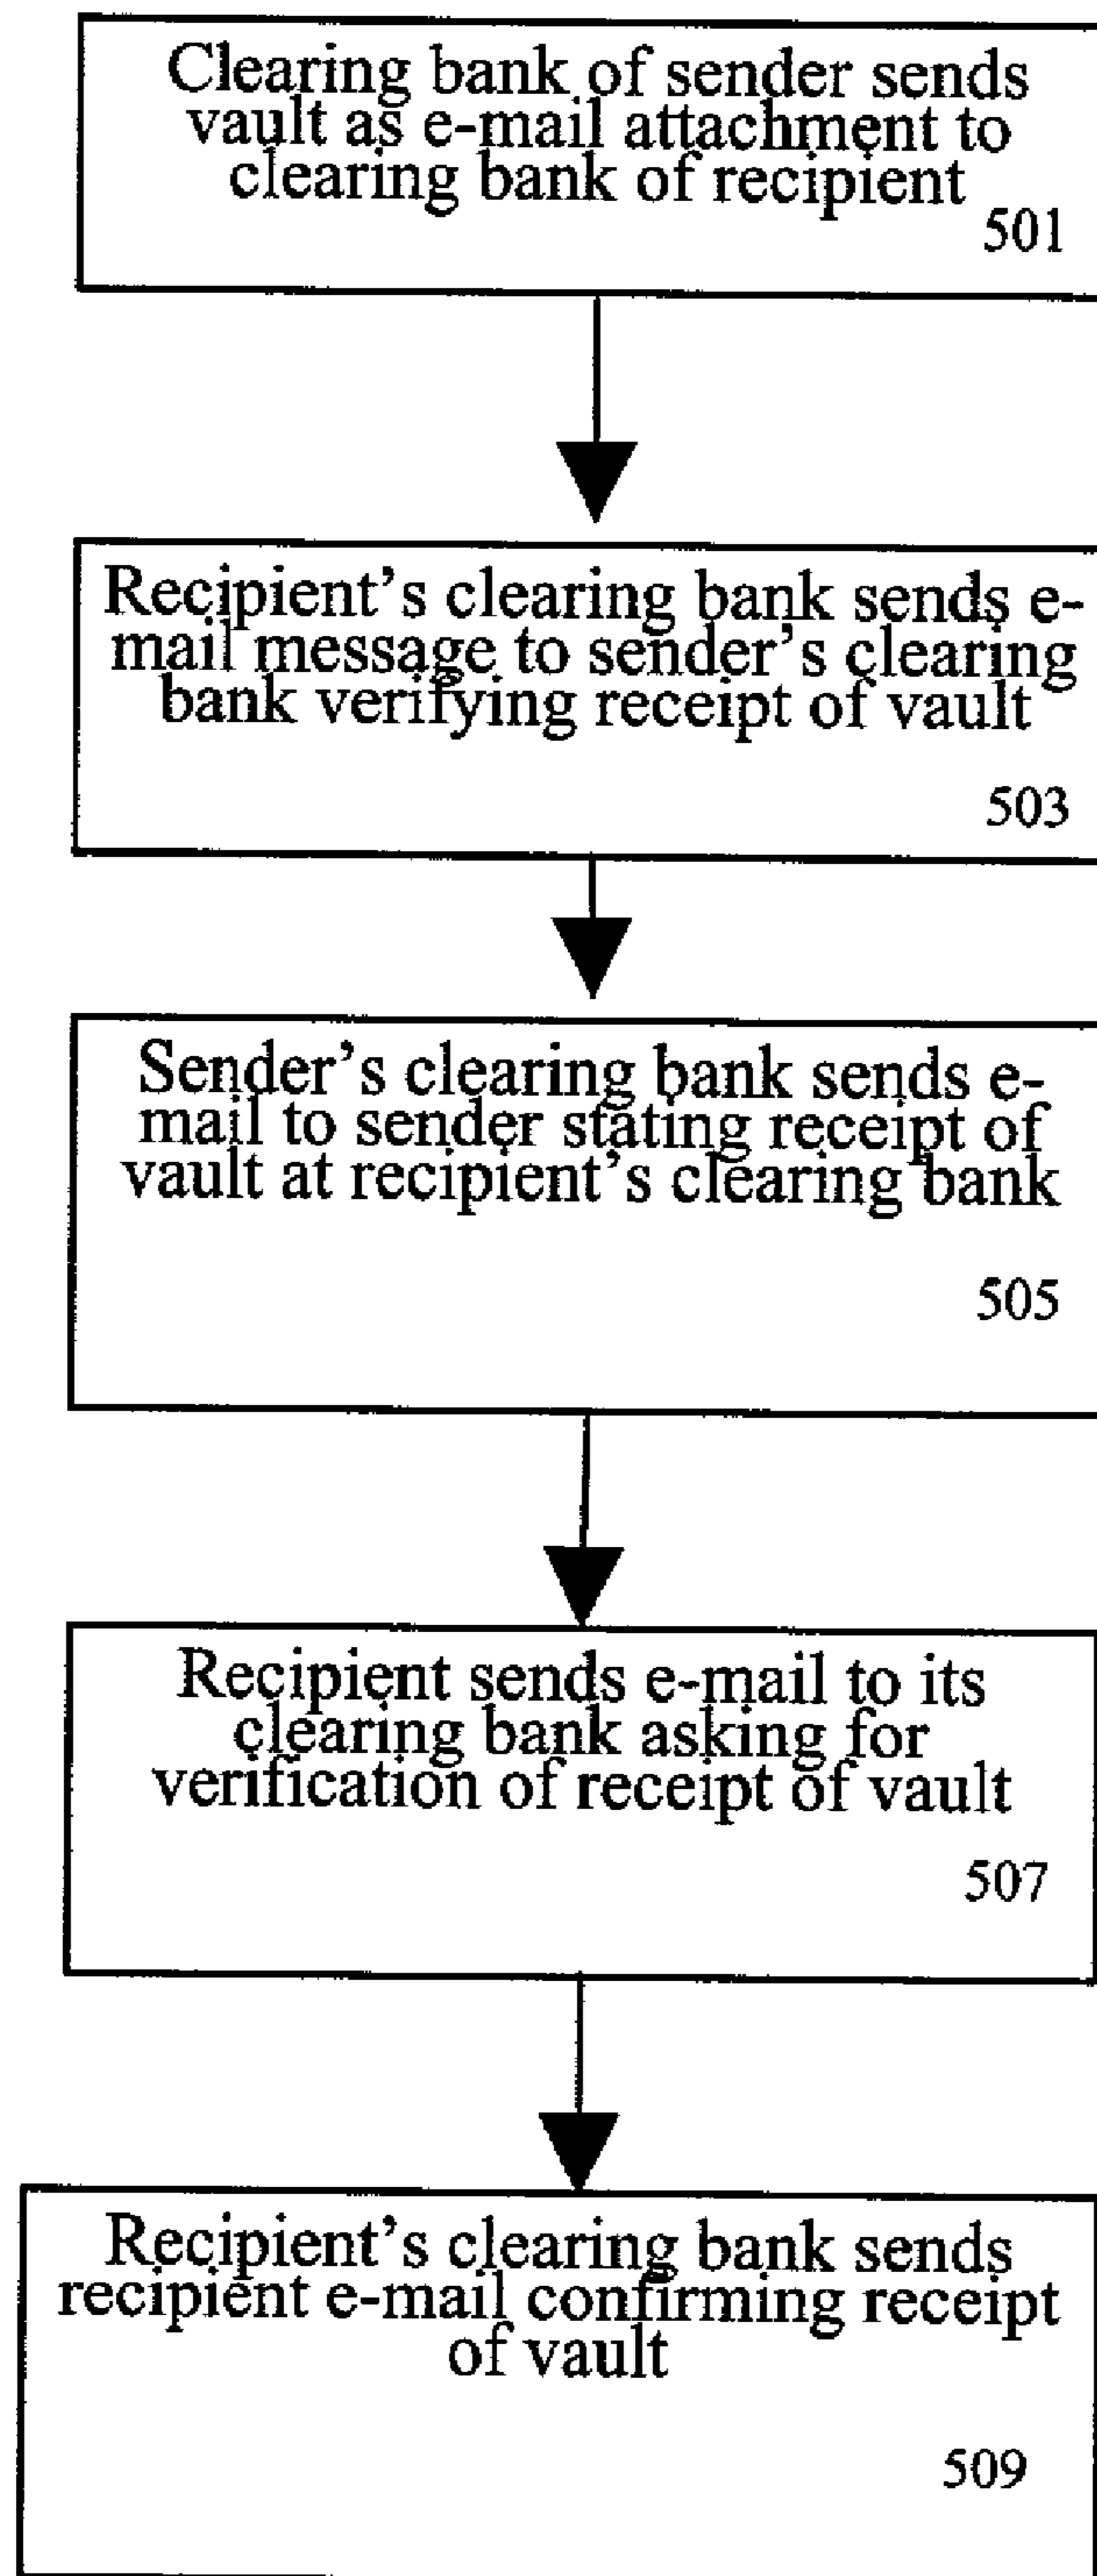 Clearing bank of sender sends
vault as e-mail attachment to
clearing bank of recipient
501
Recipient's clearing bank sends e-
mail message to sender's clearing
bank verifying receipt of vault
503
Sender's clearing bank sends e-
mail to sender stating receipt of
vault at recipient's clearing bank
505
Recipient sends e-mail to its
clearing bank asking for
verification of receipt of vault
507
Recipient's clearing bank sends
recipient e-mail confirming receipt
of vault
509